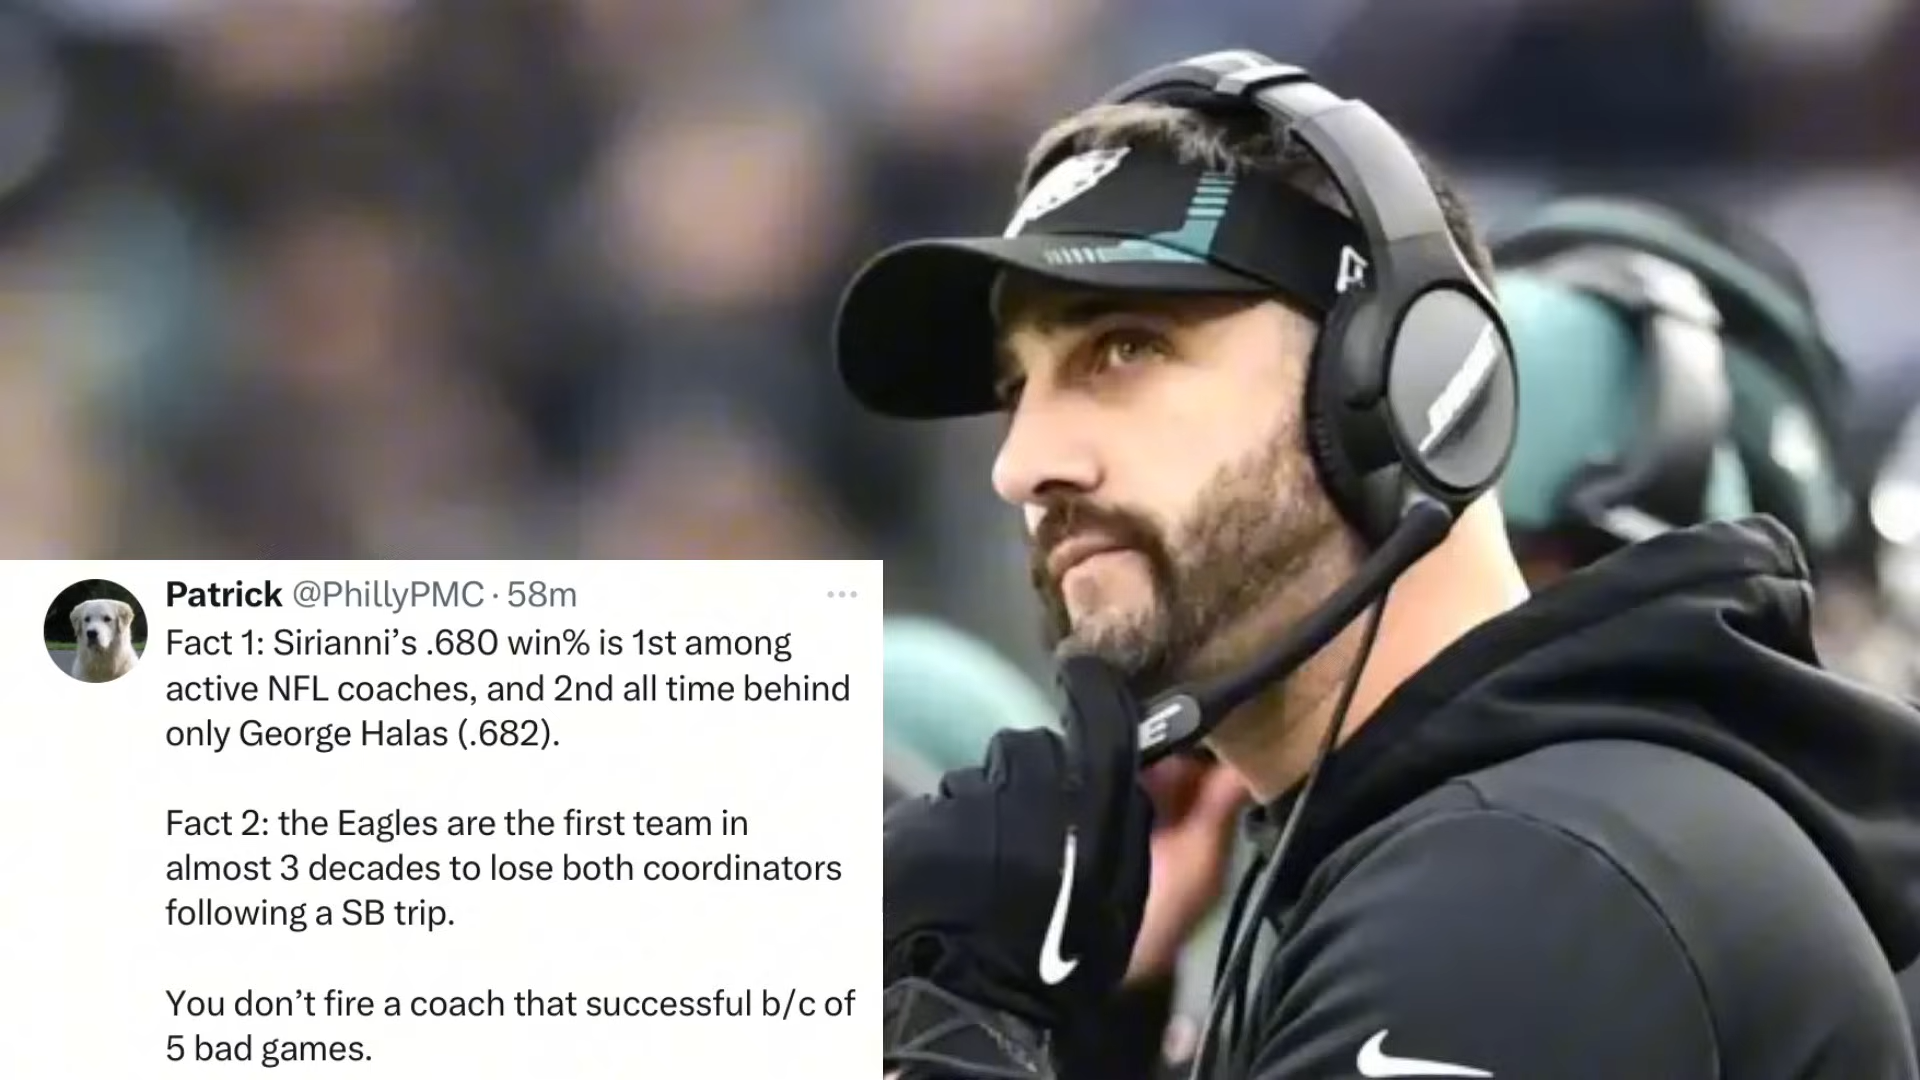 Patrick @PhillyPMC · 58m
Fact 1: Sirianni’s .680 win% is 1st among
active NFL coaches, and 2nd all time behind
only George Halas (.682).
Fact 2: the Eagles are the first team in
almost 3 decades to lose both coordinators
following a SB trip.
You don’t fire a coach that successful b/c of
5 bad games.